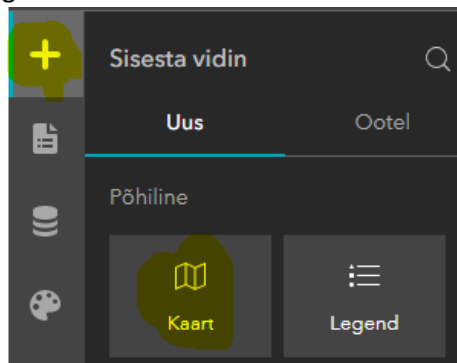 Sisesta vidin
Uus
Ootel
Põhiline
Kaart
Legend